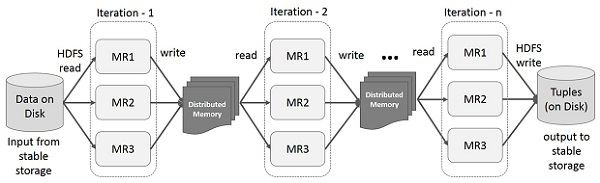 Iteration - 1
Iteration - 2
Iteration - n
HDFS
read
MR1
write
read
MR1
write
...
read
MR1
HDFS
write
Data on
Disk
MR2
Distributed
Memory
MR2
Distributed
Memory
MR2
Tuples
(on Disk)
Input from
stable
storage
MR3
MR3
MR3
output to
stable
storage